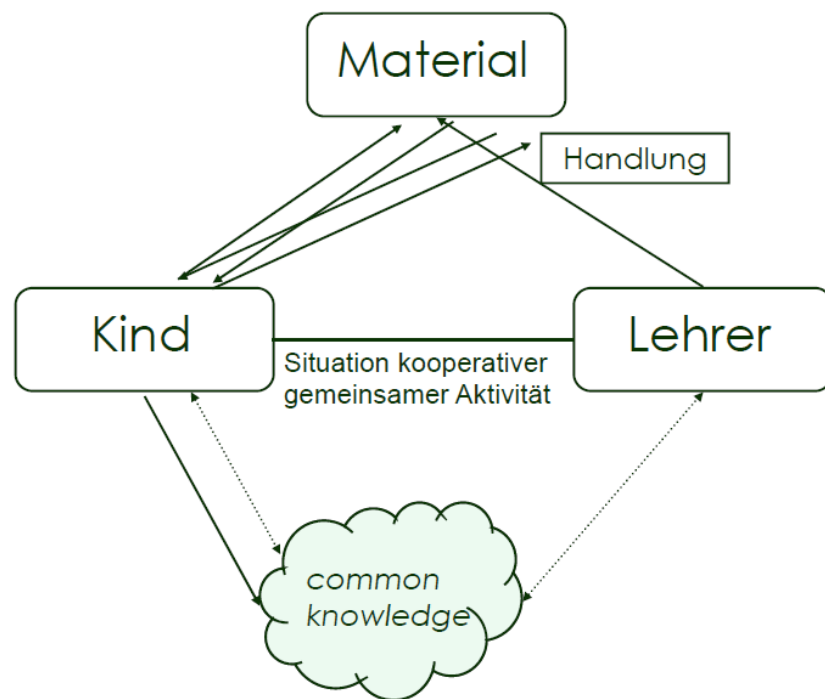 Material
Handlung
Kind
Lehrer
Situation kooperativer
gemeinsamer Aktivität
common
knowledge